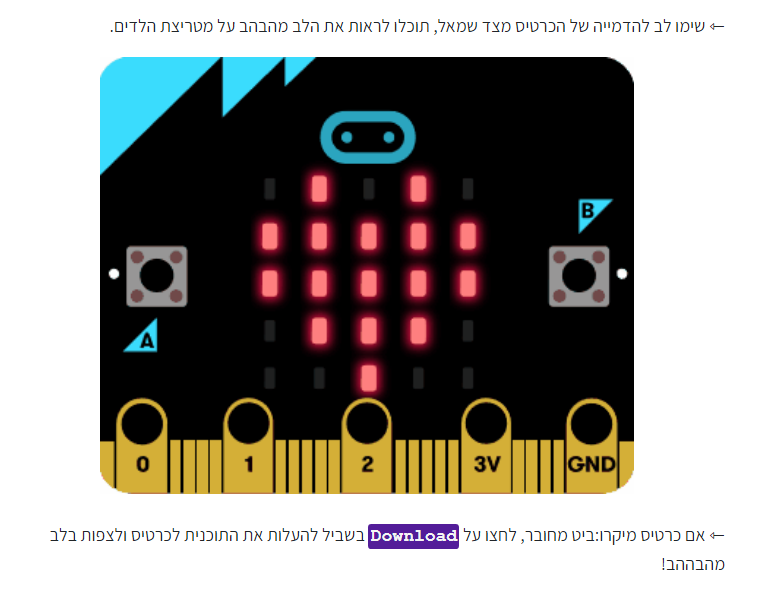 ← שימו לב להדמייה של הכרטיס מצד שמאל, תוכלו לראות את הלב מהבהב על מטריצת הלדים.
B
A
0 1 2 3V GND
← אם כרטיס מיקרו:ביט מחובר, לחצו על Download בשביל להעלות את התוכנית לכרטיס ולצפות בלב
מהבההב!